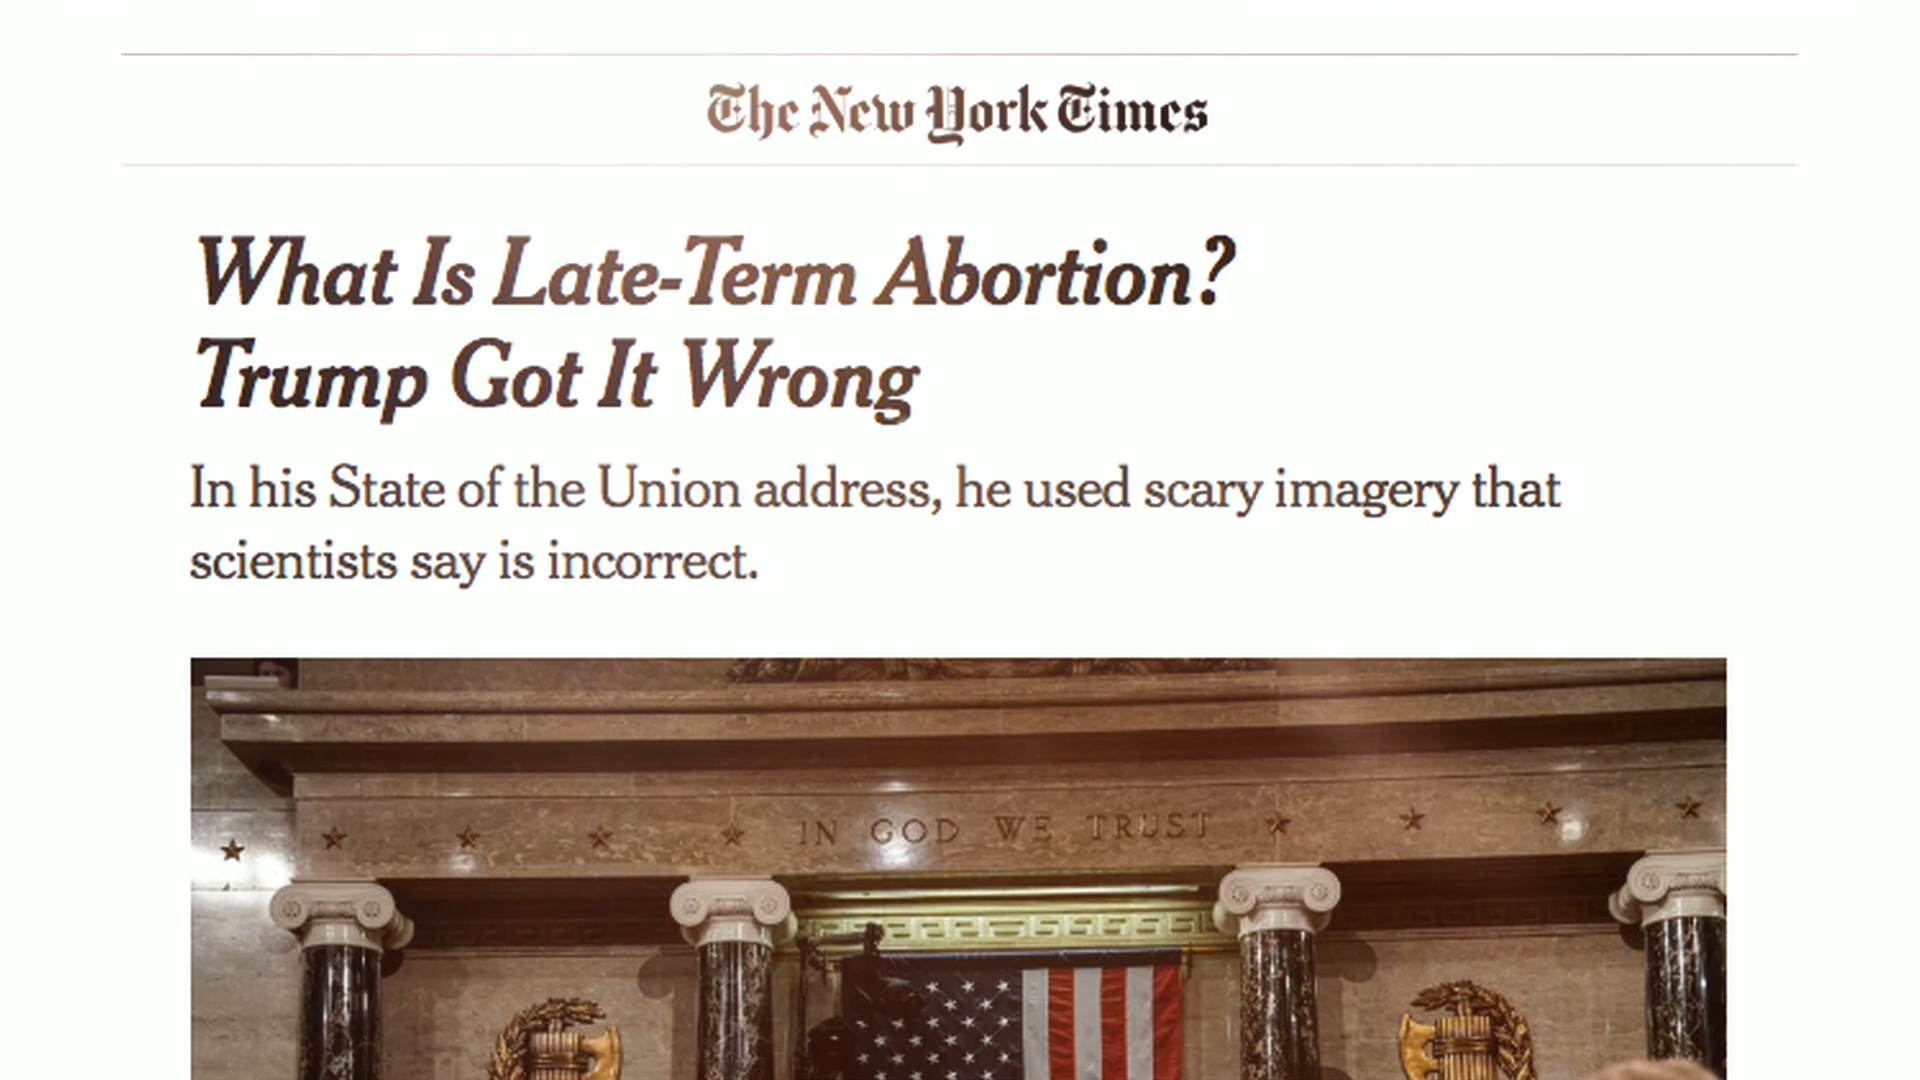 The New York Times
What Is Late-Term Abortion?
Trump Got It Wrong
In his State of the Union address, he used scary imagery that
scientists say is incorrect.
IN GOD WE TRUST